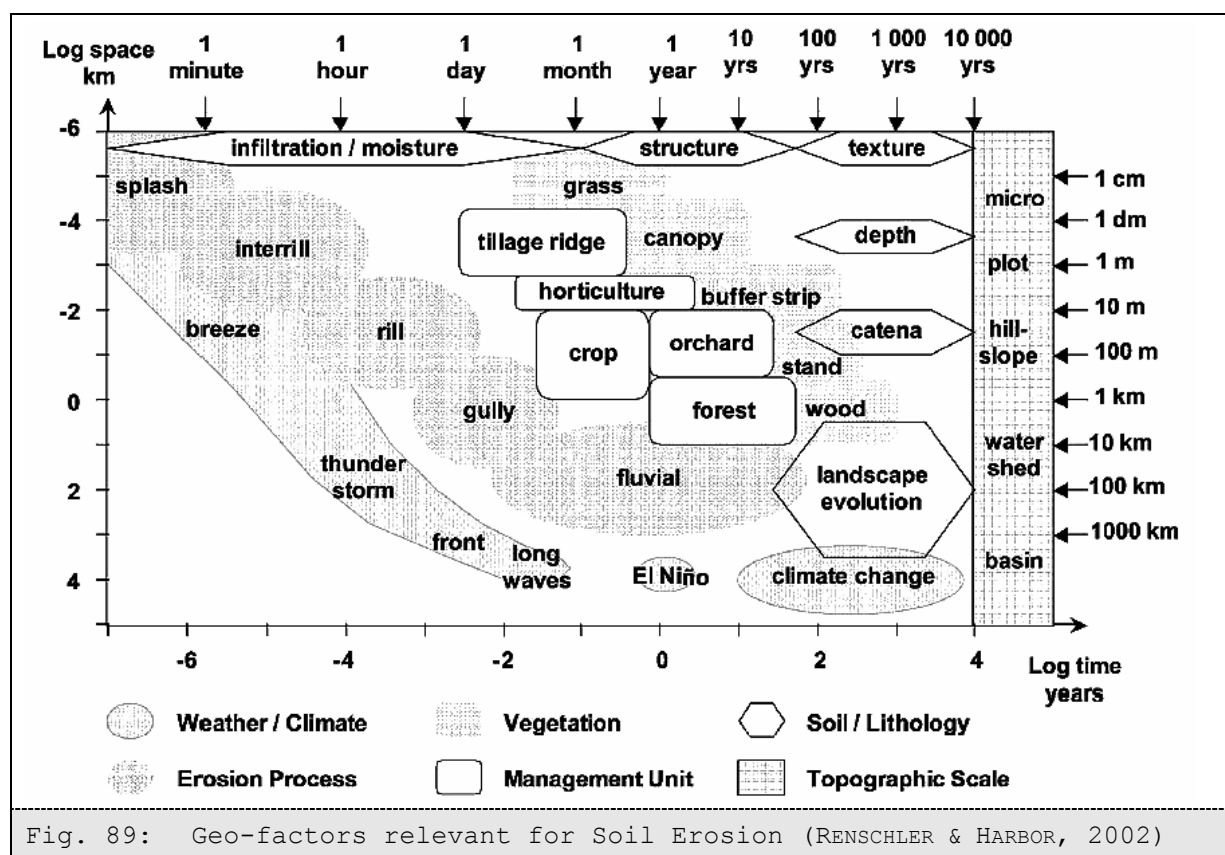 Log space
km
1
minute
1
hour
1
day
1
month
1
year
10
yrs
100
yrs
1 000
yrs
10 000
yrs
-6
-4
-2
0
2
4
infiltration / moisture
structure
texture
splash
grass
micro
1 cm
1 dm
interrill
tillage ridge
canopy
depth
plot
1 m
horticulture
buffer strip
10 m
breeze
rill
crop
orchard
catena
hill-
slope
100 m
stand
1 km
gully
forest
wood
10 km
water
shed
thunder
storm
fluvial
landscape
evolution
100 km
1000 km
front
long
waves
El Niño
climate change
basin
-6
-4
-2
0
2
4
Log time
years
Weather / Climate
Vegetation
Soil / Lithology
Erosion Process
Management Unit
Topographic Scale
Fig. 89: Geo-factors relevant for Soil Erosion (RENSCHLER & HARBOR, 2002)